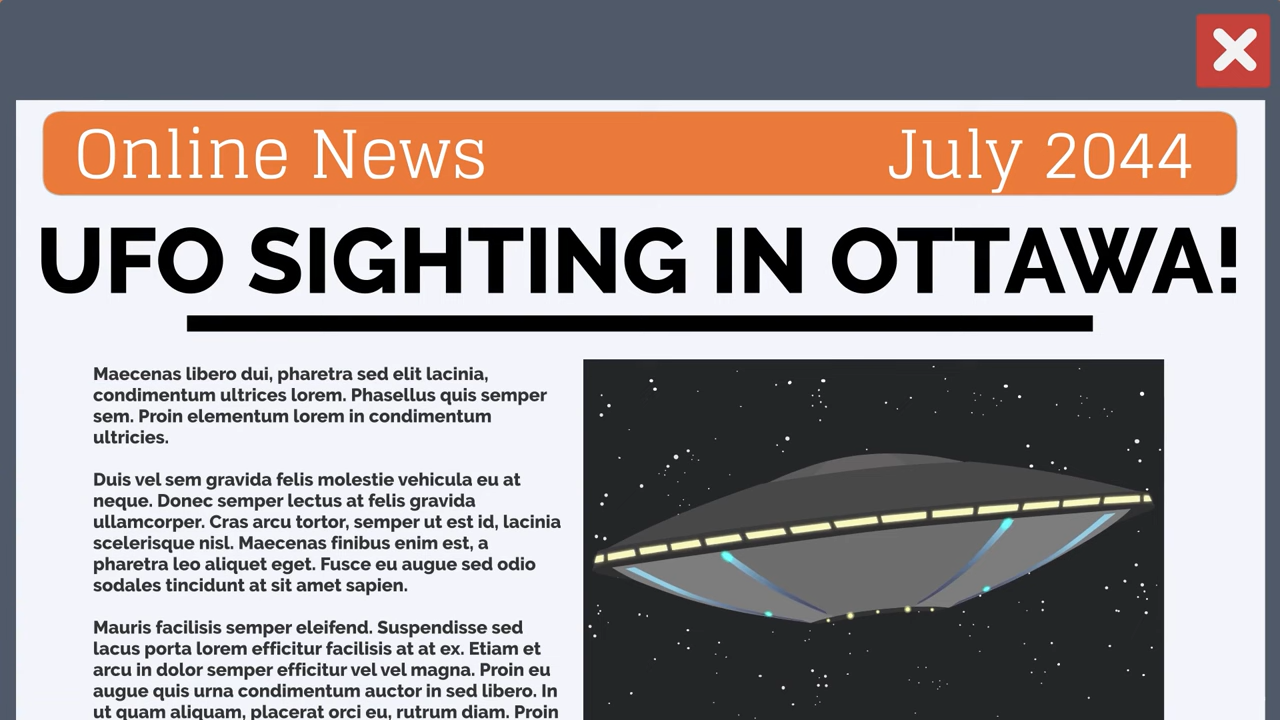 Online News
July 2044
UFO SIGHTING IN OTTAWA!
Maecenas libero dui, pharetra sed elit lacinia,
condimentum ultrices lorem. Phasellus quis semper
sem. Proin elementum lorem in condimentum
ultricies.
Duis vel sem gravida felis molestie vehicula eu at
neque. Donec semper lectus at felis gravida
ullamcorper. Cras arcu tortor, semper ut est id, lacinia
scelerisque nisl. Maecenas finibus enim est, a
pharetra leo aliquet eget. Fusce eu augue sed odio
sodales tincidunt at sit amet sapien.
Mauris facilisis semper eleifend. Suspendisse sed
lacus porta lorem efficitur facilisis at at ex. Etiam et
arcu in dolor semper efficitur vel vel magna. Proin eu
augue quis urna condimentum auctor in sed libero. In
ut quam aliquam, placerat orci eu, rutrum diam. Proin